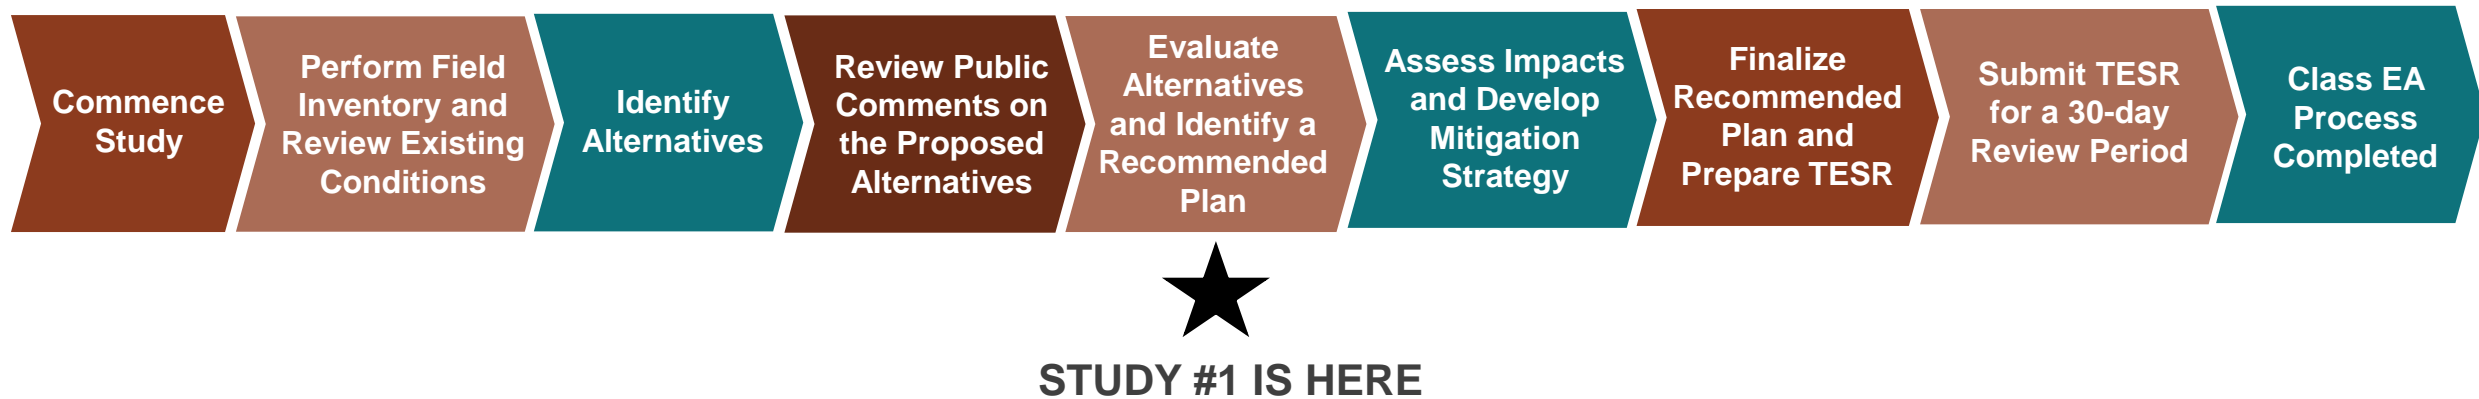 Commence
Study
Perform Field
Inventory and
Review Existing
Conditions
Identify
Alternatives
Review Public
Comments on
the Proposed
Alternatives
Evaluate
Alternatives
and Identify a
Recommended
Plan
Assess Impacts
and Develop
Mitigation
Strategy
Finalize
Recommended
Plan and
Prepare TESR
Submit TESR
for a 30-day
Review Period
Class EA
Process
Completed
STUDY #1 IS HERE